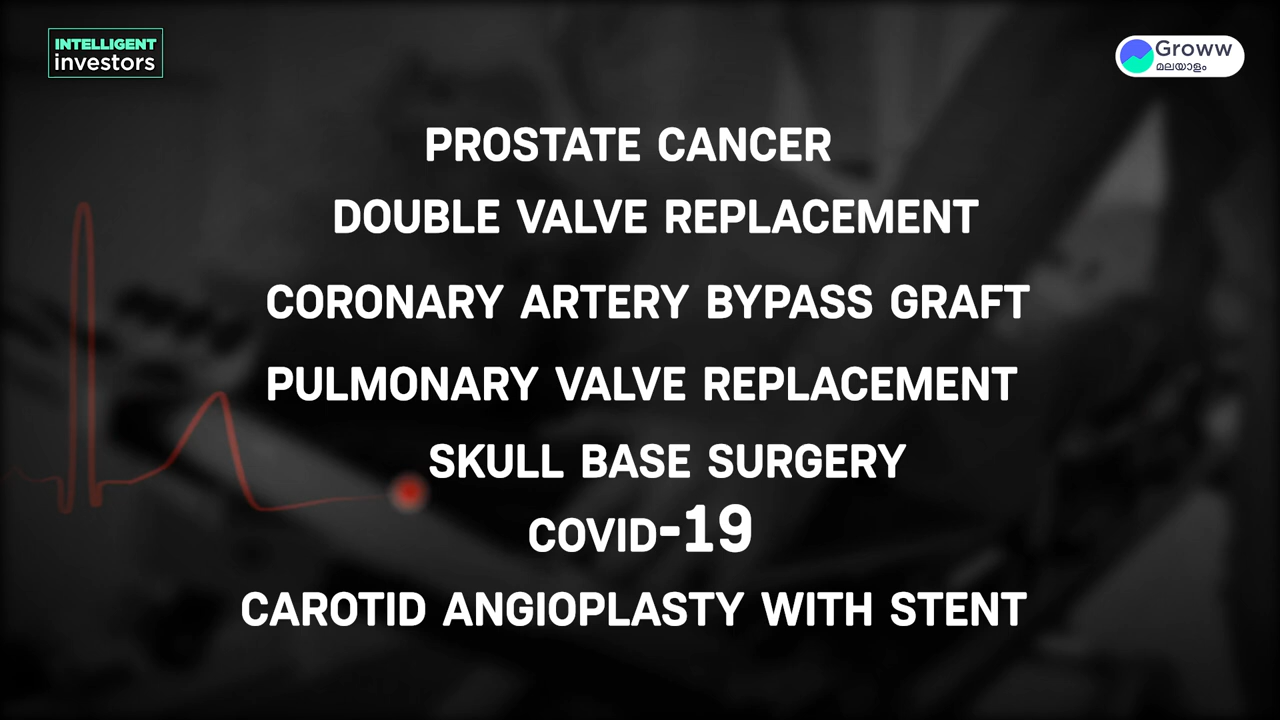 INTELLIGENT
investors
Groww
മലയാളം
PROSTATE CANCER
DOUBLE VALVE REPLACEMENT
CORONARY ARTERY BYPASS GRAFT
PULMONARY VALVE REPLACEMENT
SKULL BASE SURGERY
COVID-19
CAROTID ANGIOPLASTY WITH STENT